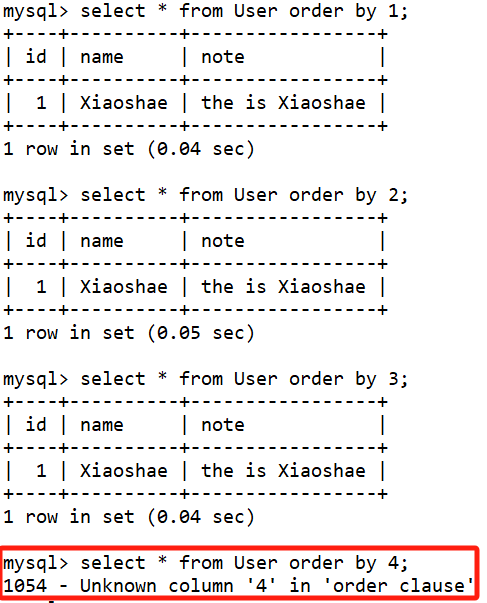 mysql> select * from User order by 1;
+----+----------+-----------------+
| id | name     | note            |
+----+----------+-----------------+
|  1 | Xiaoshae | the is Xiaoshae |
+----+----------+-----------------+
1 row in set (0.04 sec)
mysql> select * from User order by 2;
+----+----------+-----------------+
| id | name     | note            |
+----+----------+-----------------+
|  1 | Xiaoshae | the is Xiaoshae |
+----+----------+-----------------+
1 row in set (0.05 sec)
mysql> select * from User order by 3;
+----+----------+-----------------+
| id | name     | note            |
+----+----------+-----------------+
|  1 | Xiaoshae | the is Xiaoshae |
+----+----------+-----------------+
1 row in set (0.04 sec)
mysql> select * from User order by 4;
1054 - Unknown column '4' in 'order clause'